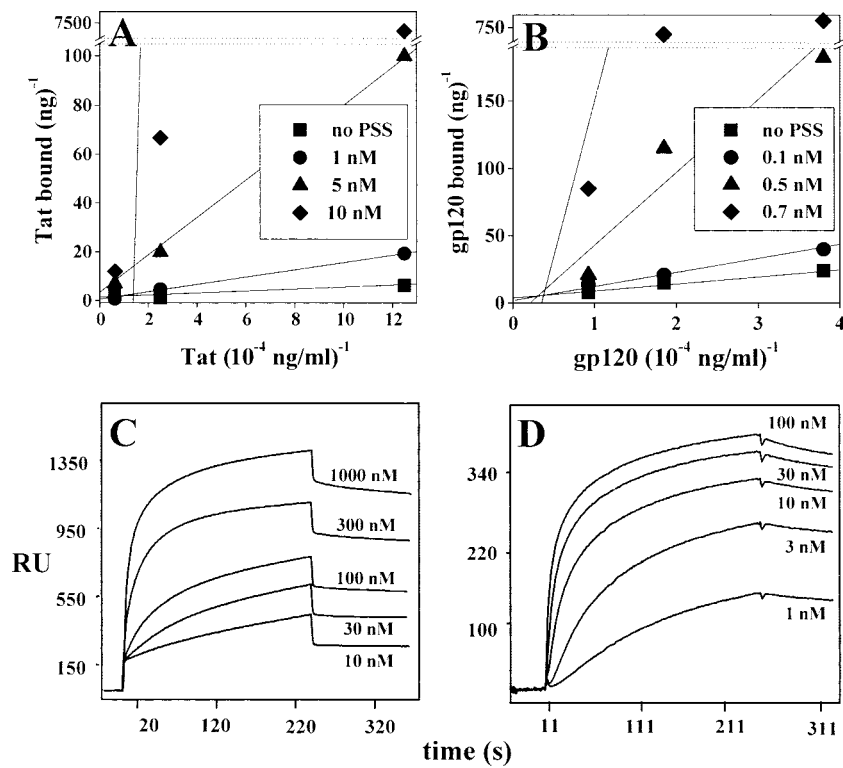 A
7500
100
80
60
40
20
0
Tat bound (ng)⁻¹
no PSS
1 nM
5 nM
10 nM
0 2 4 6 8 10 12
Tat (10⁻⁴ ng/ml)⁻¹
B
750
150
100
50
0
gp120 bound (ng)⁻¹
no PSS
0.1 nM
0.5 nM
0.7 nM
0 1 2 3 4
gp120 (10⁻⁴ ng/ml)⁻¹
C
1350
950
550
150
RU
1000 nM
300 nM
100 nM
30 nM
10 nM
20 120 220 320
D
340
220
100
100 nM
30 nM
10 nM
3 nM
1 nM
11 111 211 311
time (s)